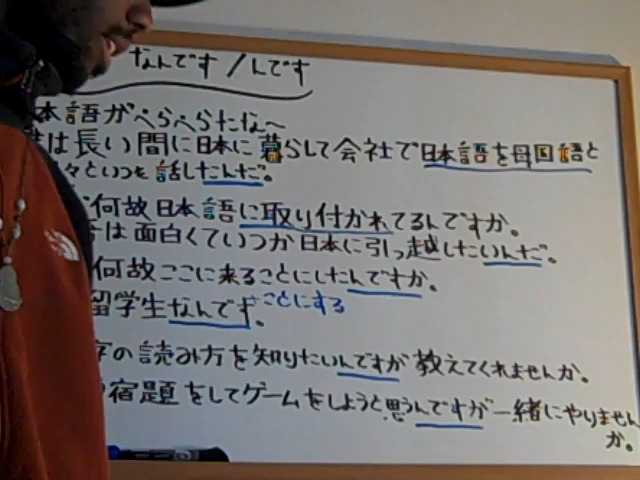 なんです／んです
本語がぺらぺらだな～
は長い間に日本に暮らして会社で日本語を母国語と
々といつも話したんだ。
何故日本語に取り付かれてるんですか。
は面白くていつか日本に引っ越したいんだ。
何故ここに来ることにしたんですか。
留学生なんです。ことにする
字の読み方を知りたいんですが教えてくれませんか。
宿題をしてゲームをしようと思うんですが一緒にやりません
か。